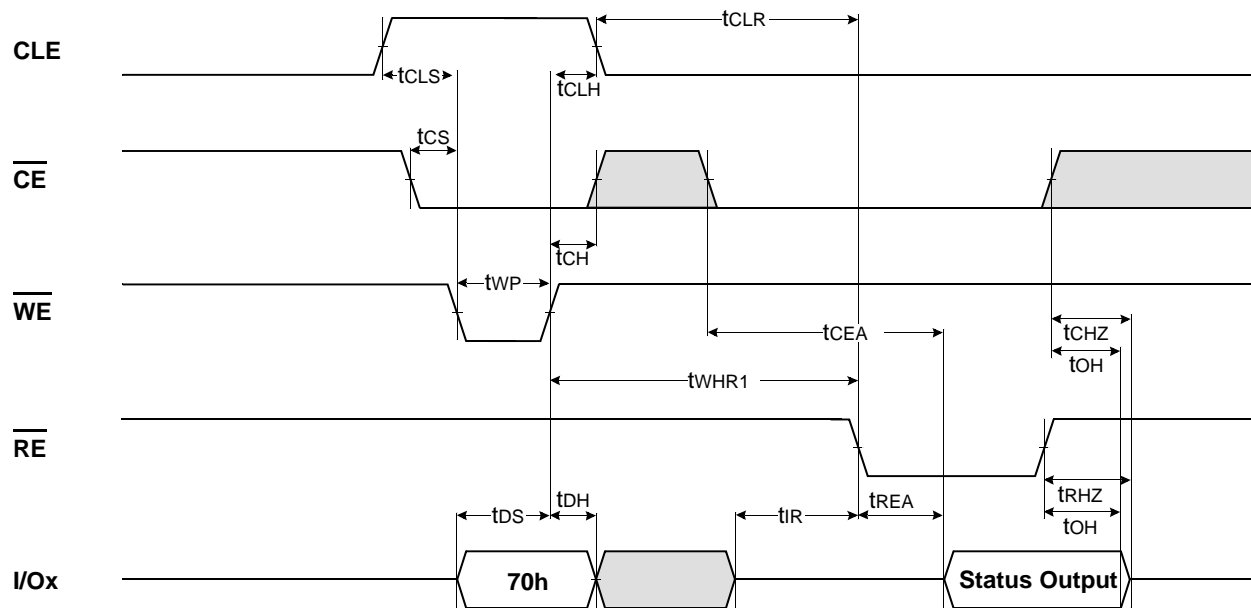 tCLR
CLE
tCLS
tCLH
tCS
CE
tCH
tWP
WE
tCEA
tCHZ
tOH
tWHR1
RE
tDH
tRHZ
tDS
tIR
tREA
tOH
I/Ox
70h
Status Output